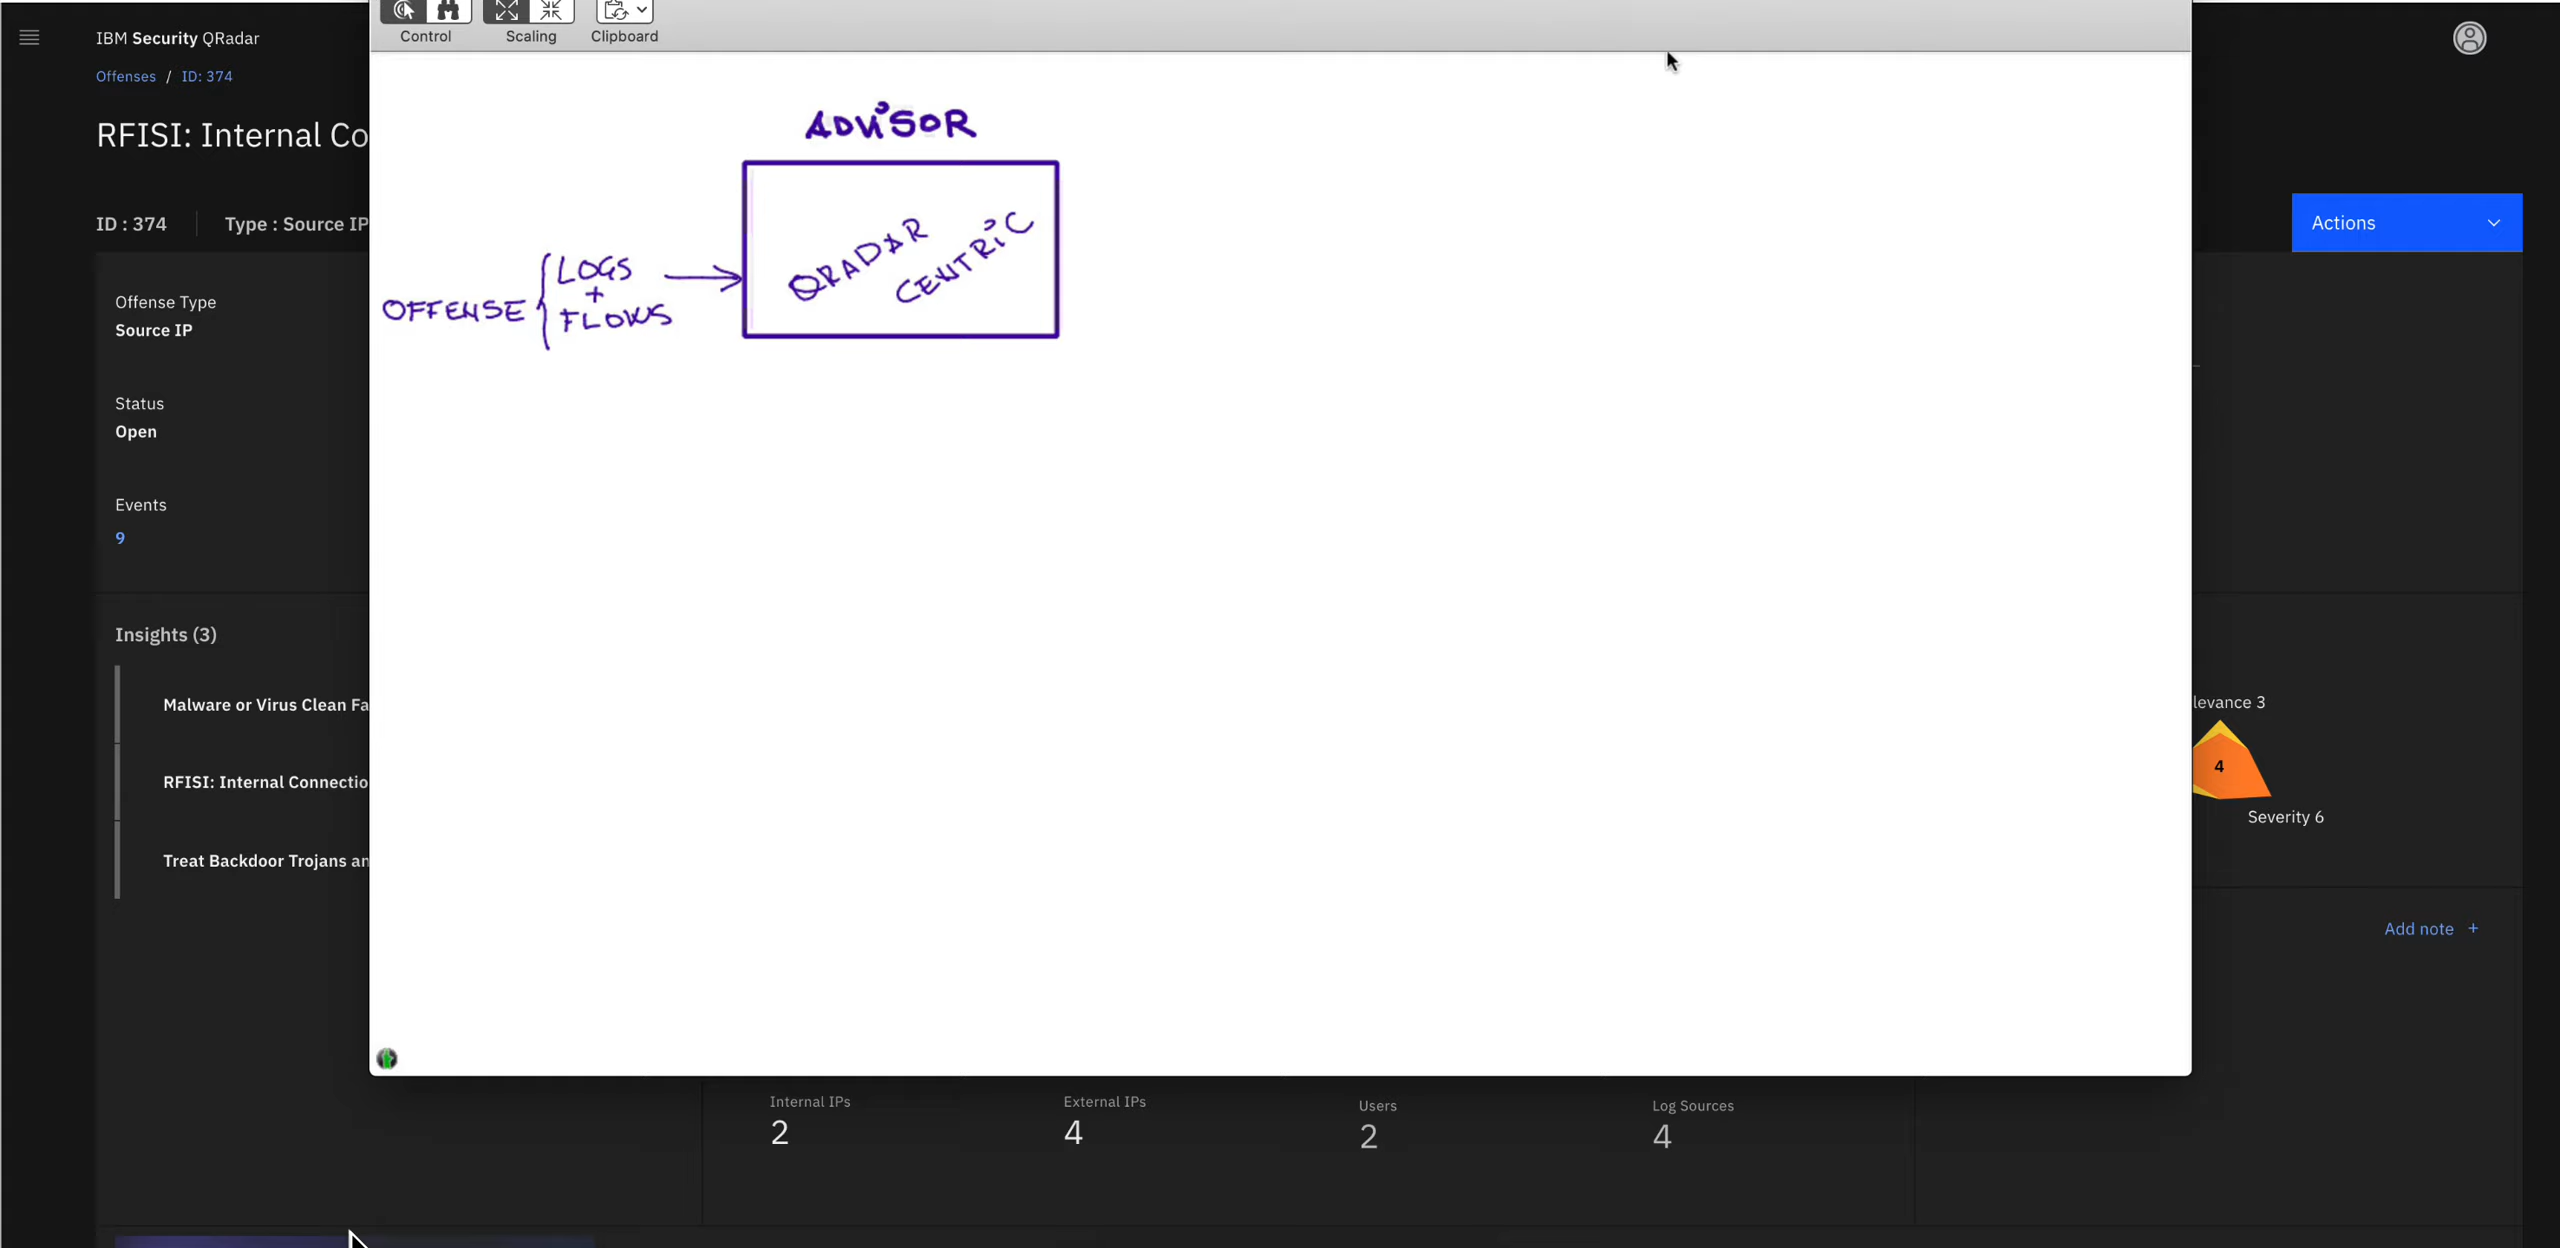 IBM Security QRadar
Offenses / ID: 374
RFISI: Internal Co
ID : 374
Type : Source IP
Offense Type
Source IP
Status
Open
Events
9
Insights (3)
Malware or Virus Clean Fa
RFISI: Internal Connectio
Treat Backdoor Trojans an
Control
Scaling
Clipboard
ADViSOR
QRADAR
CENTRiC
OFFENSE
LOGS
+
FLOWS
Actions
levance 3
4
Severity 6
Add note +
Internal IPs
2
External IPs
4
Users
2
Log Sources
4